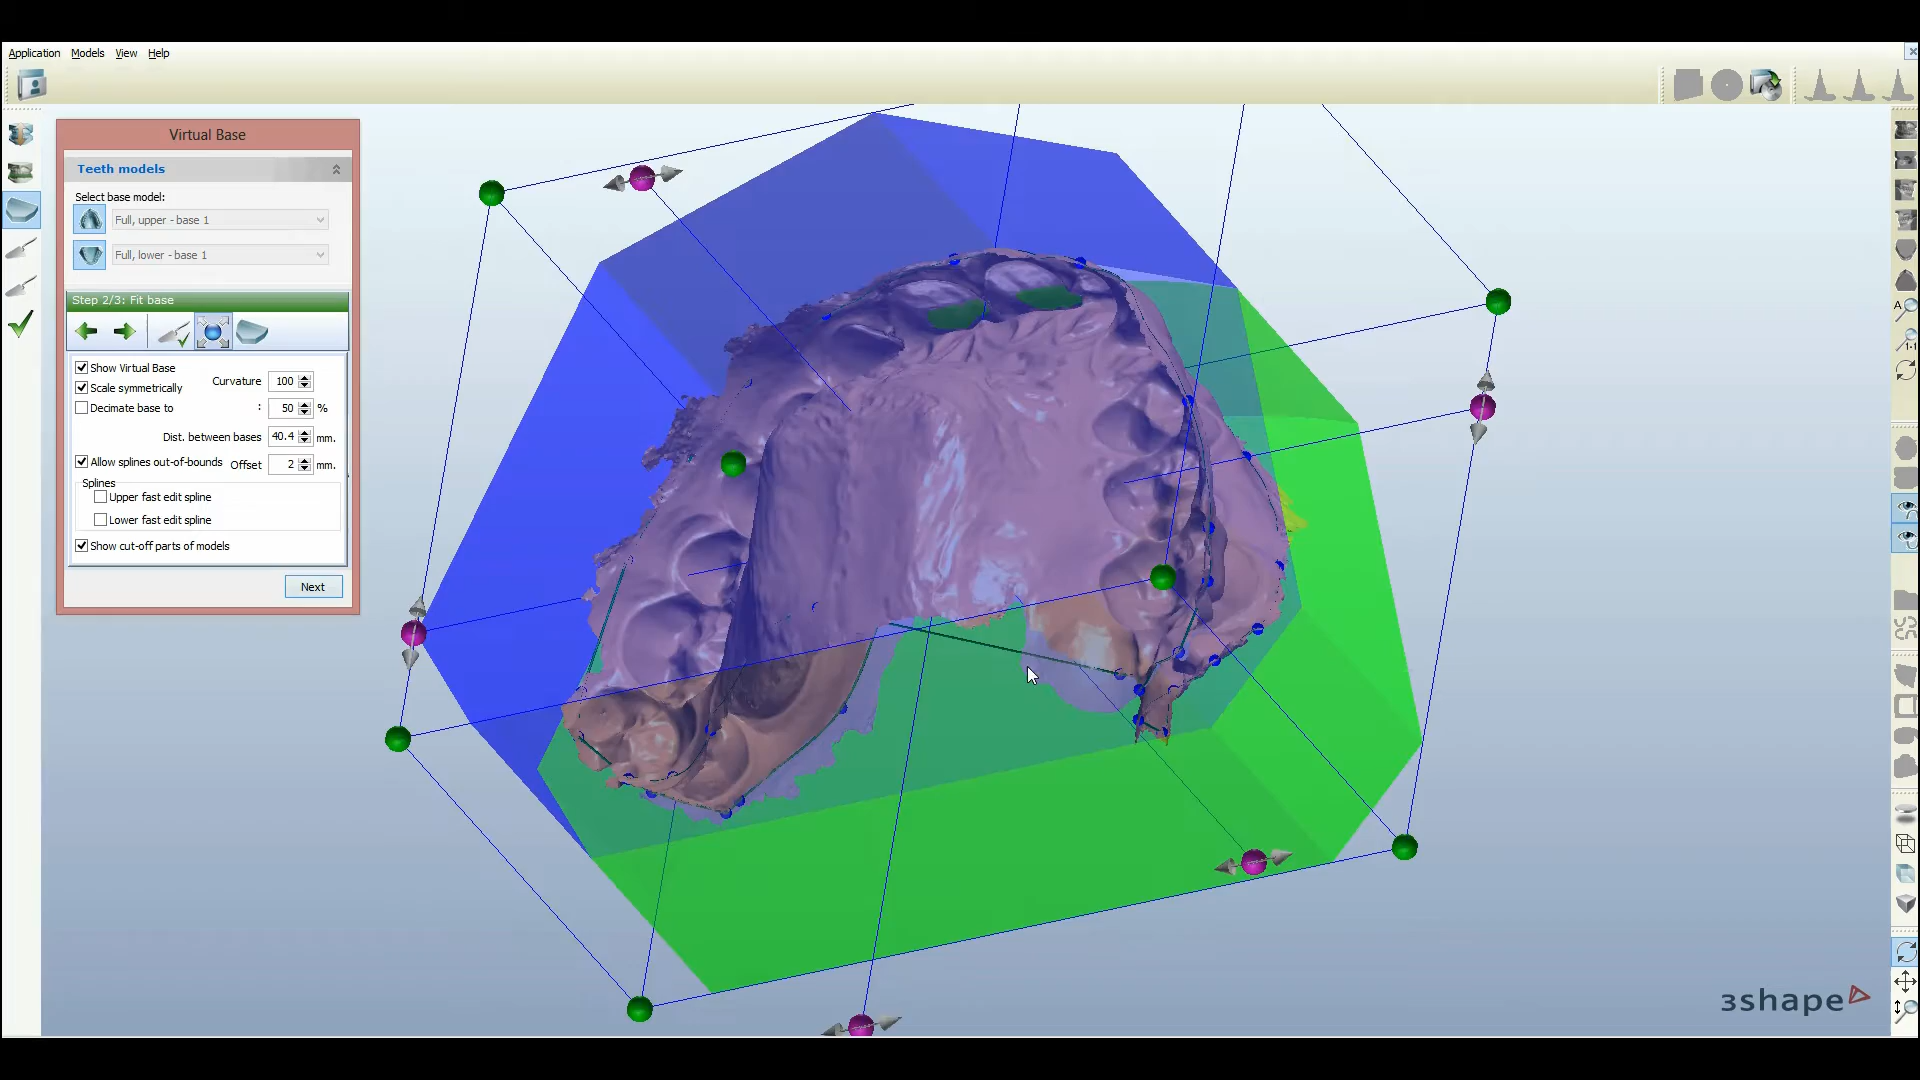 Application Models View Help
Virtual Base
Teeth models
Select base model:
Full, upper - base 1
Full, lower - base 1
Step 2/3: Fit base
Show Virtual Base
Curvature 100
Scale symmetrically
Decimate base to : 50 %
Dist. between bases 40.4 mm.
Allow splines out-of-bounds Offset 2 mm.
Splines
Upper fast edit spline
Lower fast edit spline
Show cut-off parts of models
Next
A
1:1
3shape